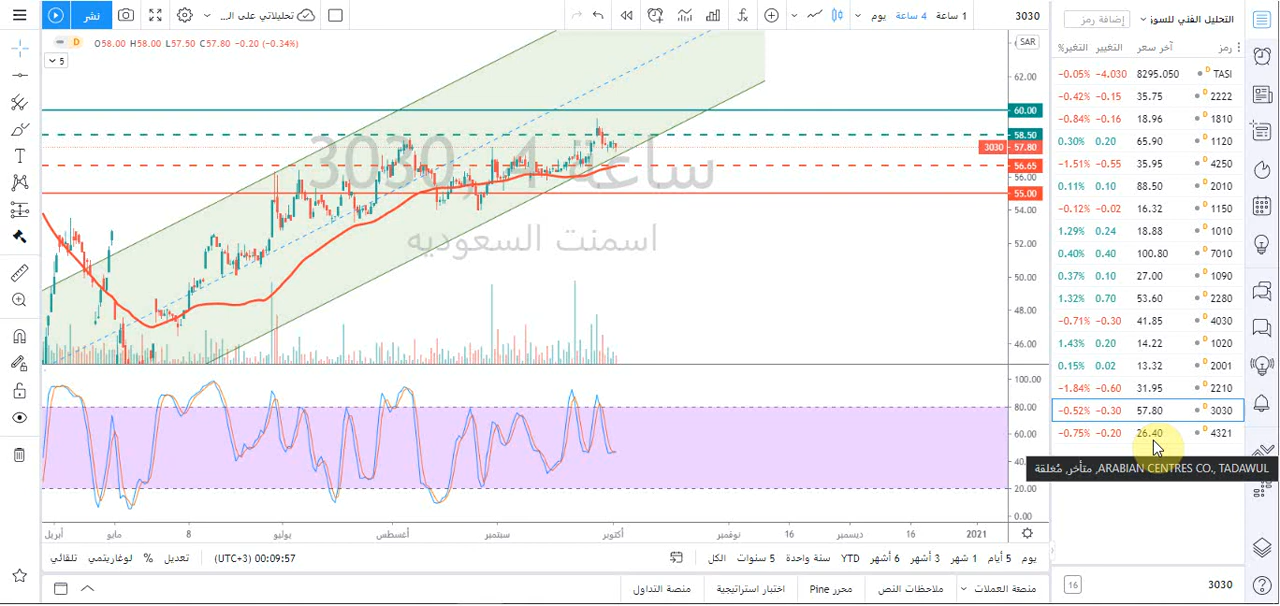 نشر
تحليلاتي على الـ...
يوم
4 ساعة
1 ساعة
3030
D O58.00 H58.00 L57.50 C57.80 -0.20 (-0.34%)
5
SAR
62.00
60.00
58.50
3030 57.80
56.65
56.00
55.00
54.00
52.00
50.00
48.00
46.00
3030, 4 ساعة
اسمنت السعوديه
100.00
80.00
60.00
40.00
20.00
0.00
أبريل مايو 8 يوليو أغسطس سبتمبر أكتوبر نوفمبر 16 ديسمبر 16 2021
تلقائي لوغاريتمي % تعديل (UTC+3) 00:09:57
الكل 5 سنوات سنة واحدة YTD 6 أشهر 3 أشهر 1 شهر 5 أيام يوم
منصة التداول اختبار استراتيجية محرر Pine ملاحظات النص منصّة العملات
إضافة رمز
التحليل الفني للسوز
رمز آخر سعر التغيير التغير%
TASI D 8295.050 -4.030 -0.05%
2222 D 35.75 -0.15 -0.42%
1810 D 18.96 -0.16 -0.84%
1120 D 65.90 0.20 0.30%
4250 D 35.95 -0.55 -1.51%
2010 D 88.50 0.10 0.11%
1150 D 16.32 -0.02 -0.12%
1010 D 18.88 0.24 1.29%
7010 D 100.80 0.40 0.40%
1090 D 27.00 0.10 0.37%
2280 D 53.60 0.70 1.32%
4030 D 41.85 -0.30 -0.71%
1020 D 14.22 0.20 1.43%
2001 D 13.32 0.02 0.15%
2210 D 31.95 -0.60 -1.84%
3030 D 57.80 -0.30 -0.52%
4321 D 26.40 -0.20 -0.75%
ARABIAN CENTRES CO., TADAWUL, متأخر, مُغلقة
16
3030